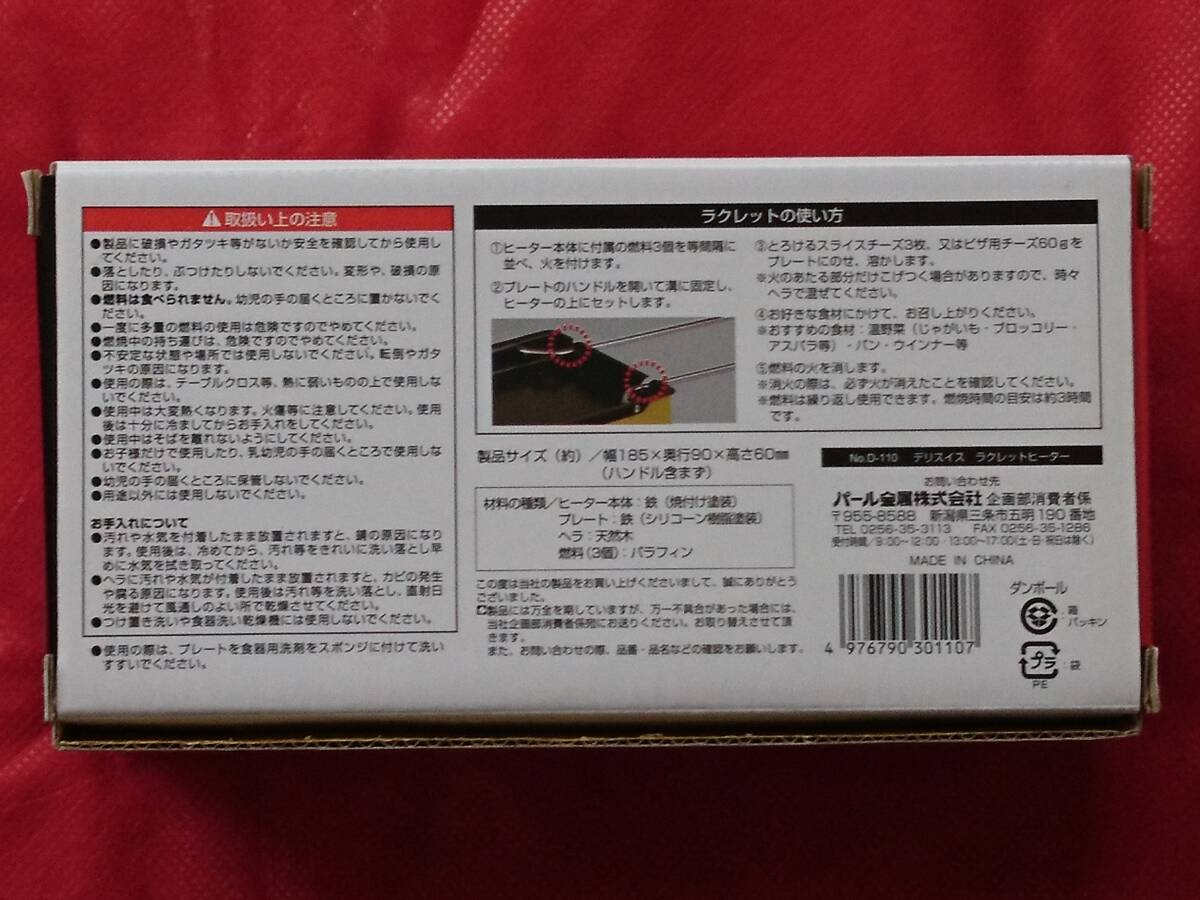 ⚠取扱い上の注意
●製品に破損やガタツキ等がないか安全を確認してから使用し
てください。
●落としたり、ぶつけたりしないでください。変形や、破損の原
因になります。
●燃料は食べられません。幼児の手の届くところに置かないでく
ださい。
●一度に多量の燃料の使用は危険ですのでやめてください。
●燃焼中の持ち運びは、危険ですのでやめてください。
●不安定な状態や場所では使用しないでください。転倒やガタ
ツキの原因になります。
●使用の際は、テーブルクロス等、熱に弱いものの上で使用しな
いでください。
●使用中は大変熱くなります。火傷等に注意してください。使用
後は十分に冷ましてからお手入れをしてください。
●使用中はそばを離れないようにしてください。
●お子様だけで使用したり、乳幼児の手の届くところで使用しな
いでください。
●幼児の手の届くところに保管しないでください。
●用途以外には使用しないでください。
お手入れについて
●汚れや水気を付着したまま放置されますと、錆の原因になり
ます。使用後は、冷めてから、汚れ等をきれいに洗い落とし早
めに水気を拭き取ってください。
●ヘラに汚れや水気が付着したまま放置されますと、カビの発生
や腐る原因になります。使用後は汚れ等を洗い落とし、直射日
光を避けて風通しのよい所で乾燥させてください。
●つけ置き洗いや食器洗い乾燥機には使用しないでください。
●使用の際は、プレートを食器用洗剤をスポンジに付けて洗い
すすいでください。
ラクレットの使い方
①ヒーター本体に付属の燃料3個を等間隔に
並べ、火を付けます。
②プレートのハンドルを開いて溝に固定し、
ヒーターの上にセットします。
③とろけるスライスチーズ3枚、又はピザ用チーズ60gを
プレートにのせ、溶かします。
※火のあたる部分だけこげつく場合がありますので、時々
ヘラで混ぜてください。
④お好きな食材にかけて、お召し上がりください。
※おすすめの食材：温野菜（じゃがいも・ブロッコリー・
アスパラ等）・パン・ウインナー等
⑤燃料の火を消します。
※消火の際は、必ず火が消えたことを確認してください。
※燃料は繰り返し使用できます。燃焼時間の目安は約3時間
です。
製品サイズ（約）／幅185×奥行90×高さ60mm
（ハンドル含まず）
材料の種類／ヒーター本体：鉄（焼付け塗装）
プレート：鉄（シリコーン樹脂塗装）
ヘラ：天然木
燃料（3個）：パラフィン
この度は当社の製品をお買い上げくださいまして、誠にありがとう
ございました。
製品には万全を期していますが、万一不具合があった場合には、
当社企画部消費者係宛にお送りください。お取り替えさせて頂
きます。
また、お問い合わせの際、品番・品名などの確認をお願いします。
No.D-110 デリスイス ラクレットヒーター
お問い合わせ先
パール金属株式会社 企画部消費者係
〒955-8588 新潟県三条市五明190番地
TEL 0256-35-3113 FAX 0256-35-1286
受付時間／9:00～12:00・13:00～17:00（土・日・祝日は除く）
MADE IN CHINA
4 976790 301107
ダンボール
箱
パッキン
プラ
：袋
PE